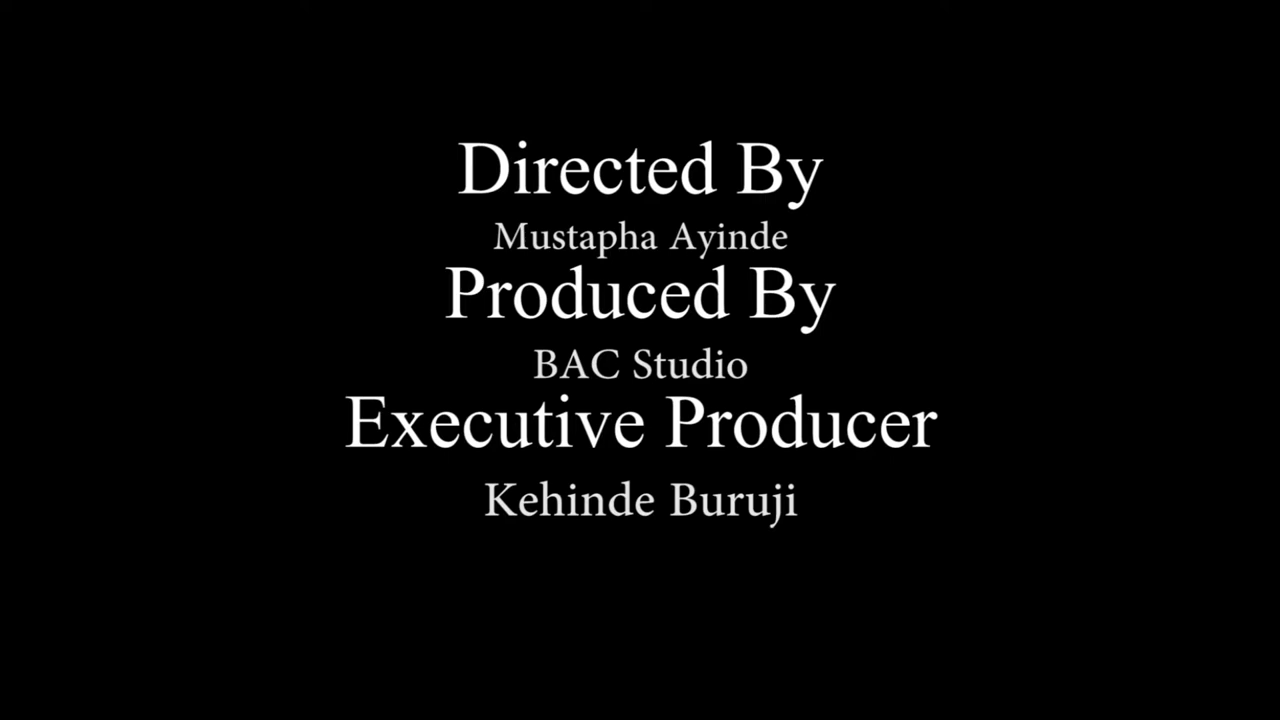 Directed By
Mustapha Ayinde
Produced By
BAC Studio
Executive Producer
Kehinde Buruji